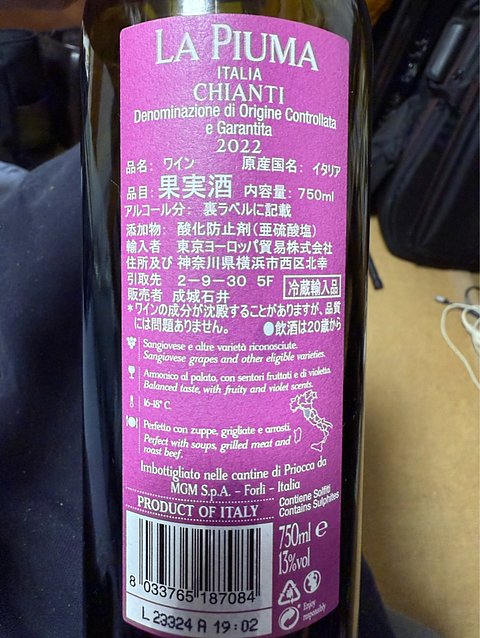 LA PIUMA
ITALIA
CHIANTI
Denominazione di Origine Controllata
e Garantita
2022
品名: ワイン 原産国名: イタリア
品目: 果実酒 内容量: 750ml
アルコール分: 裏ラベルに記載
添加物: 酸化防止剤(亜硫酸塩)
輸入者 東京ヨーロッパ貿易株式会社
住所及び 神奈川県横浜市西区北幸
引取先 2-9-30 5F 冷蔵輸入品
販売者 成城石井
*ワインの成分が沈殿することがありますが、品質
には問題ありません。 ●飲酒は20歳から
Sangiovese e altre varietà riconosciute.
Sangiovese grapes and other eligible varieties.
Armonico al palato, con sentori fruttati e di violetta.
Balanced taste, with fruity and violet scents.
16-18° C.
Perfetto con zuppe, grigliate e arrosti.
Perfect with soups, grilled meat and
roast beef.
Imbottigliato nelle cantine di Priocca da
MGM S.p.A. - Forlì - Italia
PRODUCT OF ITALY
Contiene Solfiti
Contains Sulphites
750ml e
13%vol
8 033765 187084
Enjoy
responsibly
L 23324 A 19:02